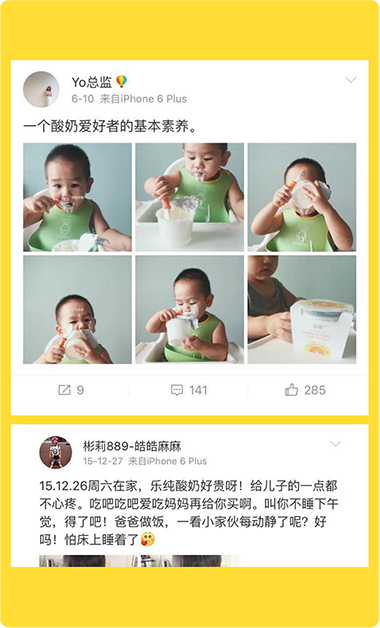 Yo总监
6-10 来自iPhone 6 Plus
一个酸奶爱好者的基本素养。
9 141 285
彬莉889-皓皓麻麻
15-12-27 来自iPhone 6 Plus
15.12.26周六在家，乐纯酸奶好贵呀！给儿子的一点都
不心疼。吃吧吃吧爱吃妈妈再给你买啊。叫你不睡下午
觉，得了吧！爸爸做饭，一看小家伙每动静了呢？好
吗！怕床上睡着了